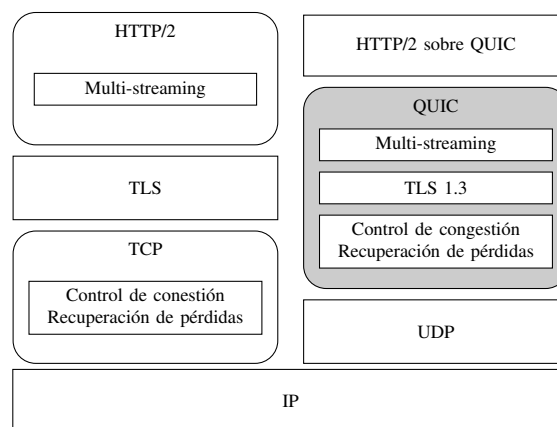 HTTP/2
Multi-streaming
TLS
TCP
Control de conestión
Recuperación de pérdidas
HTTP/2 sobre QUIC
QUIC
Multi-streaming
TLS 1.3
Control de congestión
Recuperación de pérdidas
UDP
IP